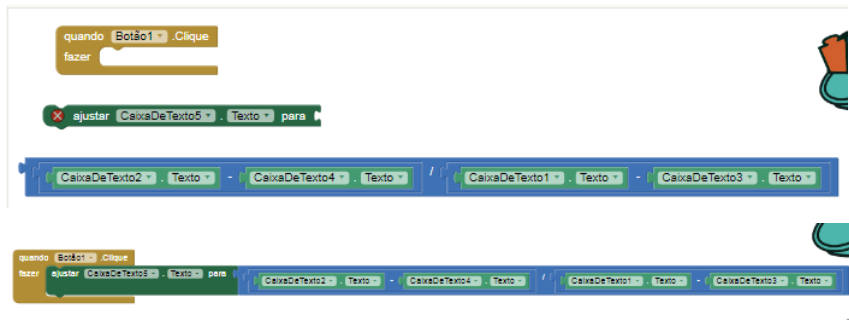 quando Botão1 .Clique
fazer
ajustar CaixaDeTexto5 . Texto para
CaixaDeTexto2 . Texto - CaixaDeTexto4 . Texto / CaixaDeTexto1 . Texto - CaixaDeTexto3 . Texto
quando Botão1 .Clique
fazer ajustar CaixaDeTexto5 . Texto para CaixaDeTexto2 . Texto - CaixaDeTexto4 . Texto / CaixaDeTexto1 . Texto - CaixaDeTexto3 . Texto